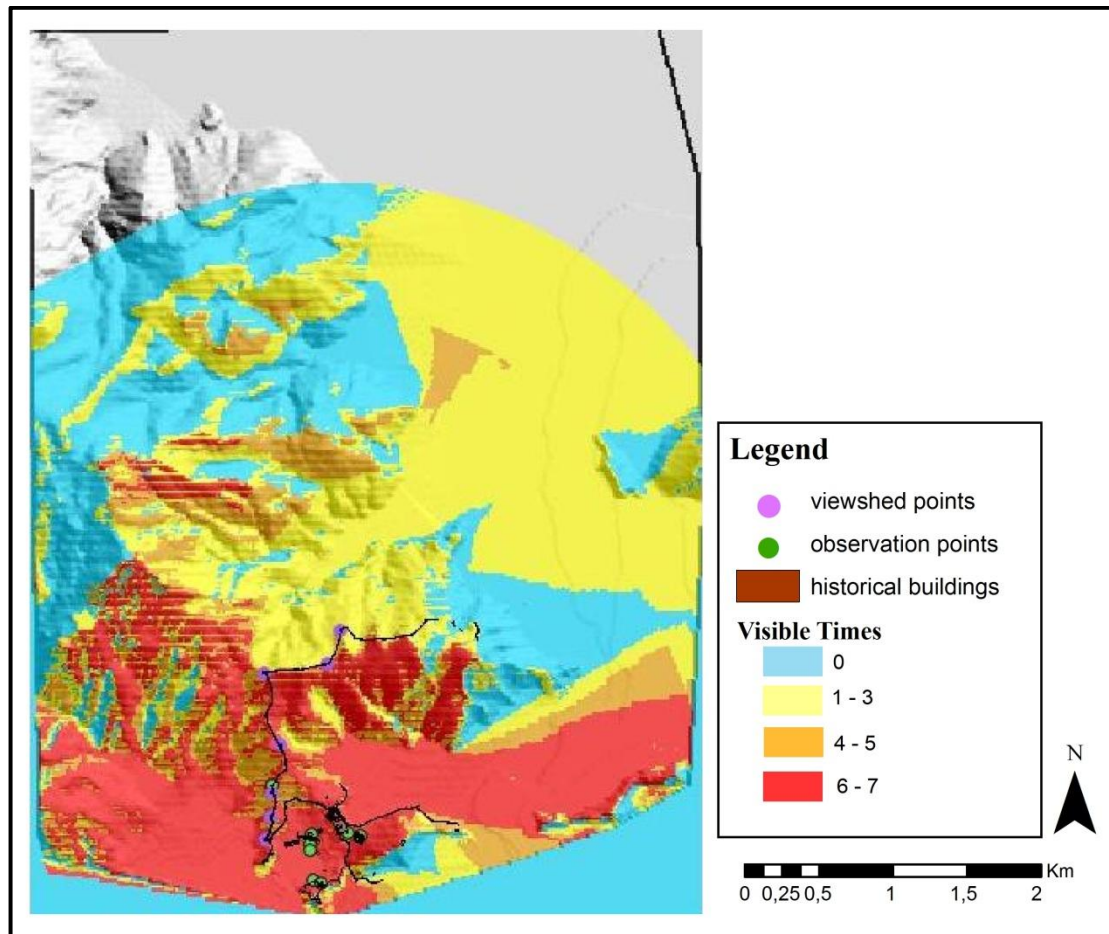 Legend
viewshed points
observation points
historical buildings
Visible Times
0
1 - 3
4 - 5
6 - 7
N
Km
0 0,25 0,5 1 1,5 2